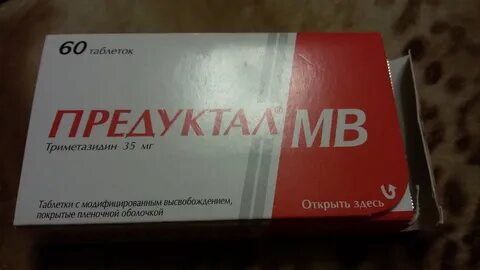 60 таблеток
ПРЕДУКТАЛ® МВ
Триметазидин 35 мг
Таблетки с модифицированным высвобождением,
покрытые пленочной оболочкой
Открыть здесь